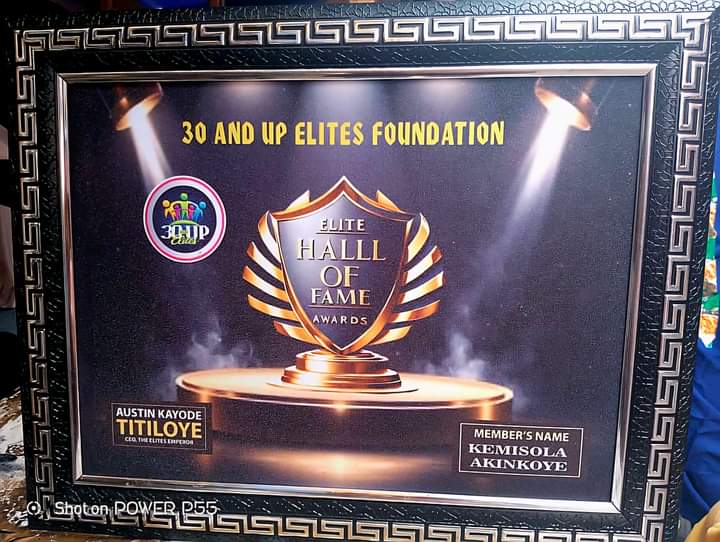 30 AND UP ELITES FOUNDATION
30 UP
Elites
ELITE
HALLL
OF
FAME
AWARDS
AUSTIN KAYODE
TITILOYE
CEO, THE ELITES EMPEROR
MEMBER'S NAME
KEMISOLA
AKINKOYE
Shot on POWER P55